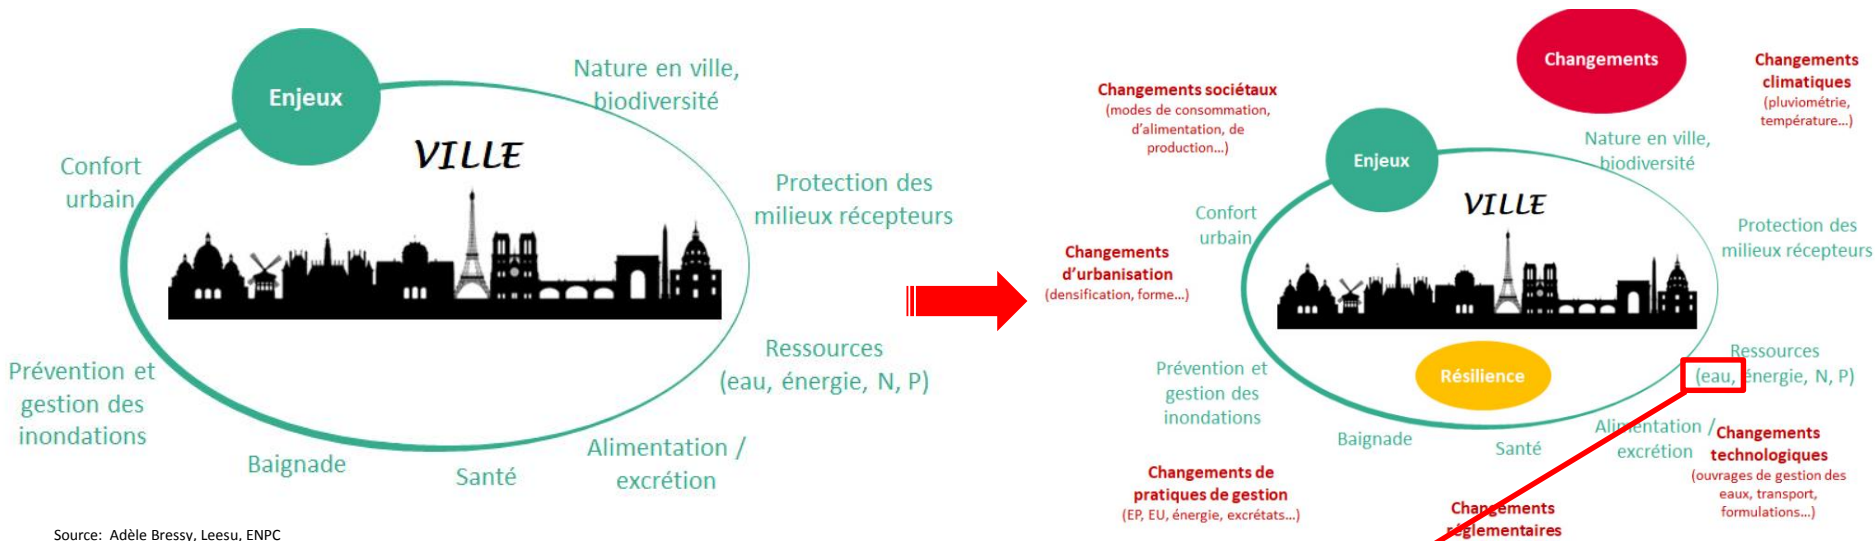 Enjeux
Nature en ville,
biodiversité
VILLE
Confort
urbain
Protection des
milieux récepteurs
Ressources
(eau, énergie, N, P)
Prévention et
gestion des
inondations
Baignade
Santé
Alimentation /
excrétion
Source: Adèle Bressy, Leesu, ENPC
Changements
Changements
climatiques
(pluviométrie,
température...)
Changements sociétaux
(modes de consommation,
d'alimentation, de
production...)
Enjeux
Nature en ville,
biodiversité
VILLE
Confort
urbain
Protection des
milieux récepteurs
Changements
d'urbanisation
(densification, forme...)
Ressources
(eau, énergie, N, P)
Résilience
Prévention et
gestion des
inondations
Baignade
Santé
Alimentation /
excrétion
Changements
technologiques
(ouvrages de gestion des
eaux, transport,
formulations...)
Changements de
pratiques de gestion
(EP, EU, énergie, excrétats...)
Changements
réglementaires